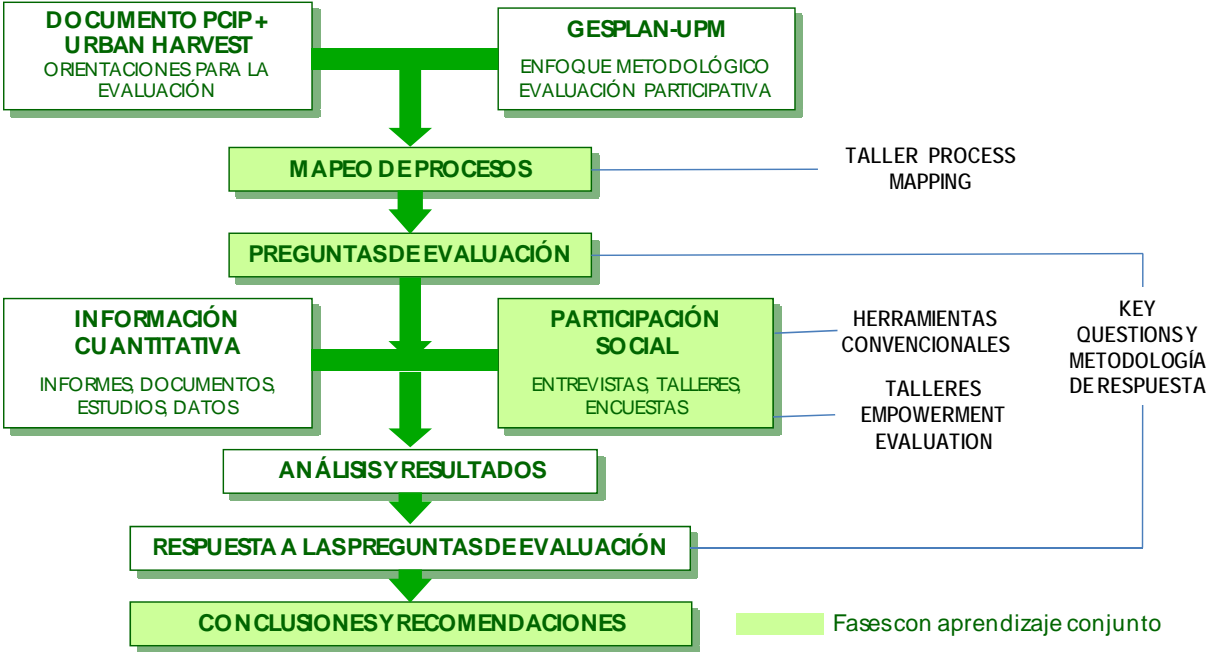 DOCUMENTO PCIP +
URBAN HARVEST
ORIENTACIONES PARA LA
EVALUACIÓN
GESPLAN-UPM
ENFOQUE METODOLÓGICO
EVALUACIÓN PARTICIPATIVA
MAPEO DE PROCESOS
TALLER PROCESS
MAPPING
PREGUNTAS DE EVALUACIÓN
INFORMACIÓN
CUANTITATIVA
INFORMES, DOCUMENTOS,
ESTUDIOS, DATOS
PARTICIPACIÓN
SOCIAL
ENTREVISTAS, TALLERES,
ENCUESTAS
HERRAMIENTAS
CONVENCIONALES
TALLERES
EMPOWERMENT
EVALUATION
KEY
QUESTIONS Y
METODOLOGÍA
DE RESPUESTA
ANÁLISIS Y RESULTADOS
RESPUESTA A LAS PREGUNTAS DE EVALUACIÓN
CONCLUSIONES Y RECOMENDACIONES
Fases con aprendizaje conjunto